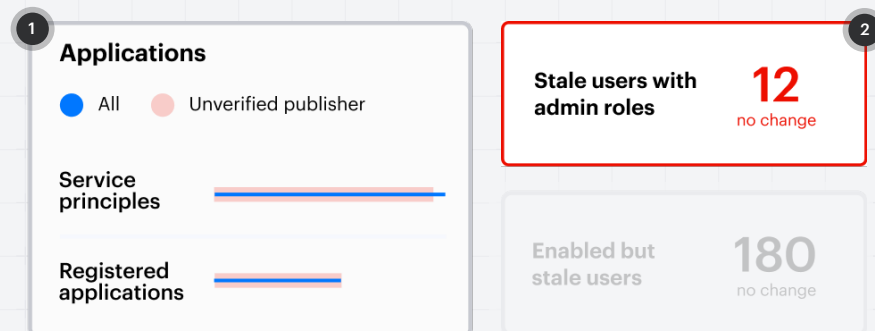 1
Applications
All
Unverified publisher
Service
principles
Registered
applications
2
Stale users with
admin roles
12
no change
Enabled but
stale users
180
no change